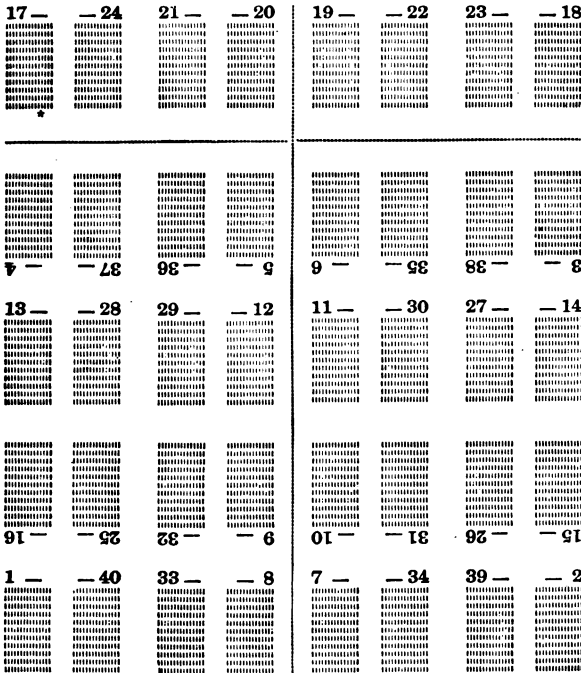 17 — — 24 21 — — 20 19 — — 22 23 — — 18
*
4 — — 37 36 — — 5 6 — — 35 38 — — 3
13 — — 28 29 — — 12 11 — — 30 27 — — 14
16 — — 25 32 — — 9 10 — — 31 26 — — 15
1 — — 40 33 — — 8 7 — — 34 39 — — 2